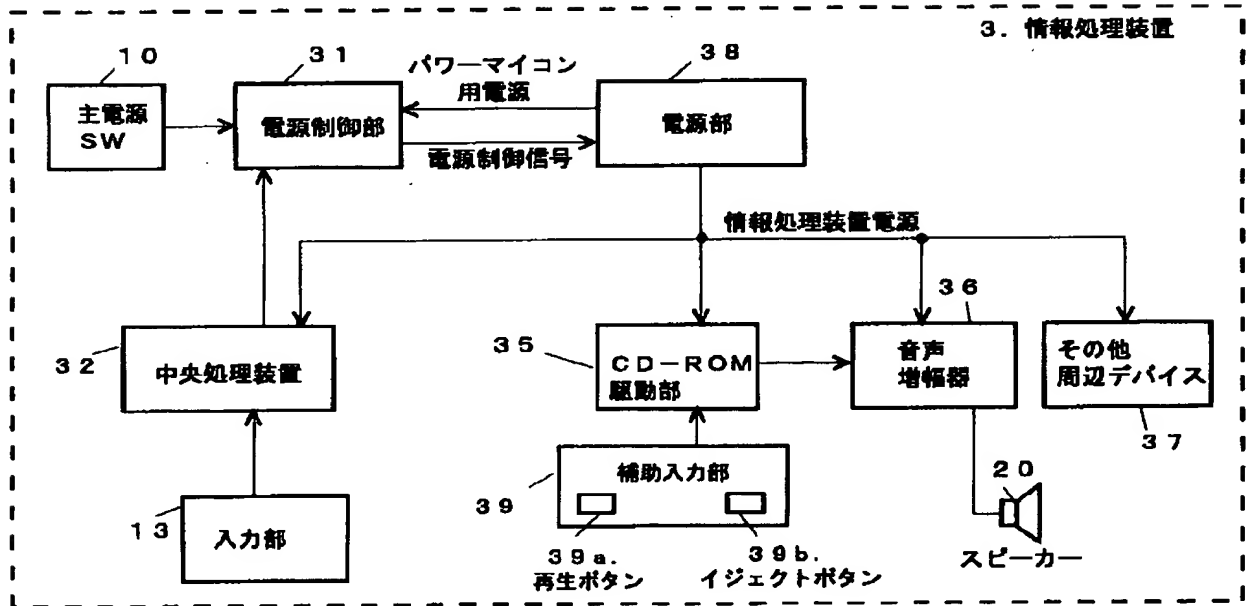 3. 情報処理装置
10
31
38
パワーマイコン
用電源
主電源
SW
電源制御部
電源部
電源制御信号
情報処理装置電源
36
32
中央処理装置
35
CD-ROM
駆動部
音声
増幅器
その他
周辺デバイス
37
39
補助入力部
20
13
入力部
39a.
再生ボタン
39b.
イジェクトボタン
スピーカー